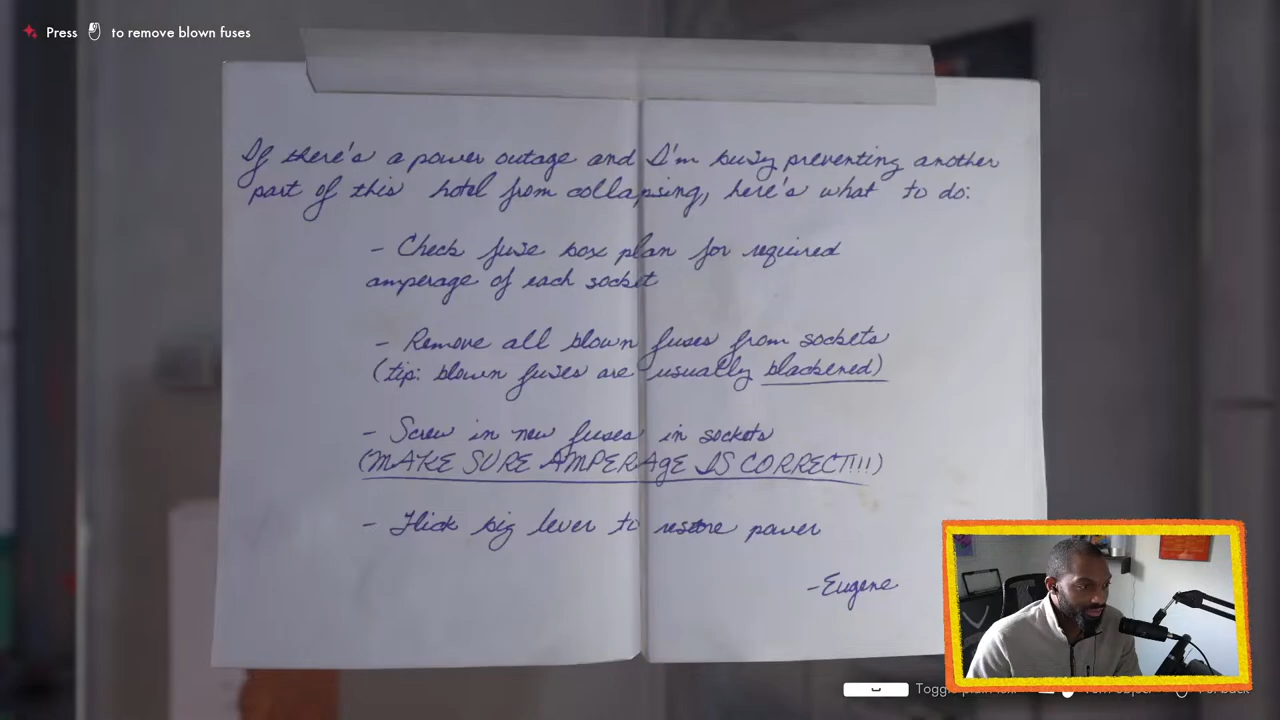 Press to remove blown fuses
If there's a power outage and I'm busy preventing another
part of this hotel from collapsing, here's what to do:
- Check fuse box plan for required
amperage of each socket
- Remove all blown fuses from sockets
(tip: blown fuses are usually blackened)
- Screw in new fuses in sockets
(MAKE SURE AMPERAGE IS CORRECT!!!)
- Flick big lever to restore power
-Eugene